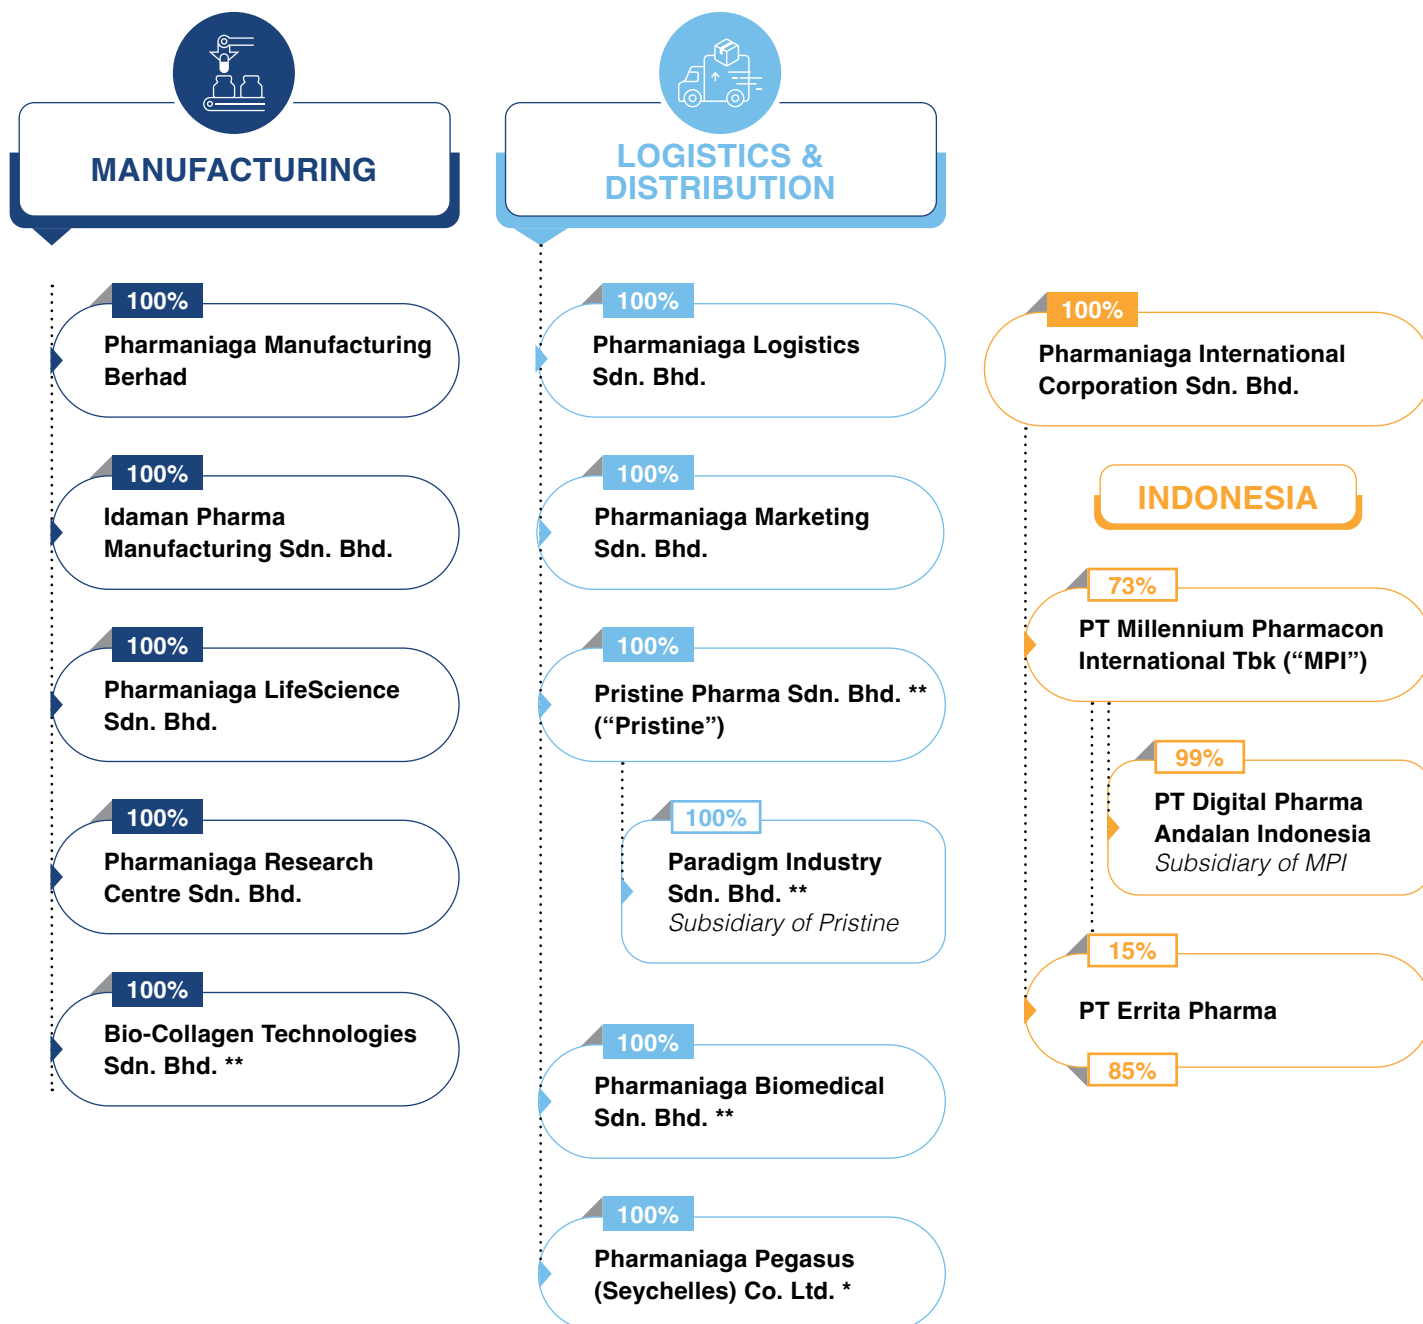 MANUFACTURING
100%
Pharmaniaga Manufacturing
Berhad
100%
Idaman Pharma
Manufacturing Sdn. Bhd.
100%
Pharmaniaga LifeScience
Sdn. Bhd.
100%
Pharmaniaga Research
Centre Sdn. Bhd.
100%
Bio-Collagen Technologies
Sdn. Bhd. **
LOGISTICS &
DISTRIBUTION
100%
Pharmaniaga Logistics
Sdn. Bhd.
100%
Pharmaniaga Marketing
Sdn. Bhd.
100%
Pristine Pharma Sdn. Bhd. **
(“Pristine”)
100%
Paradigm Industry
Sdn. Bhd. **
Subsidiary of Pristine
100%
Pharmaniaga Biomedical
Sdn. Bhd. **
100%
Pharmaniaga Pegasus
(Seychelles) Co. Ltd. *
100%
Pharmaniaga International
Corporation Sdn. Bhd.
INDONESIA
73%
PT Millennium Pharmacon
International Tbk (“MPI”)
99%
PT Digital Pharma
Andalan Indonesia
Subsidiary of MPI
15%
PT Errita Pharma
85%